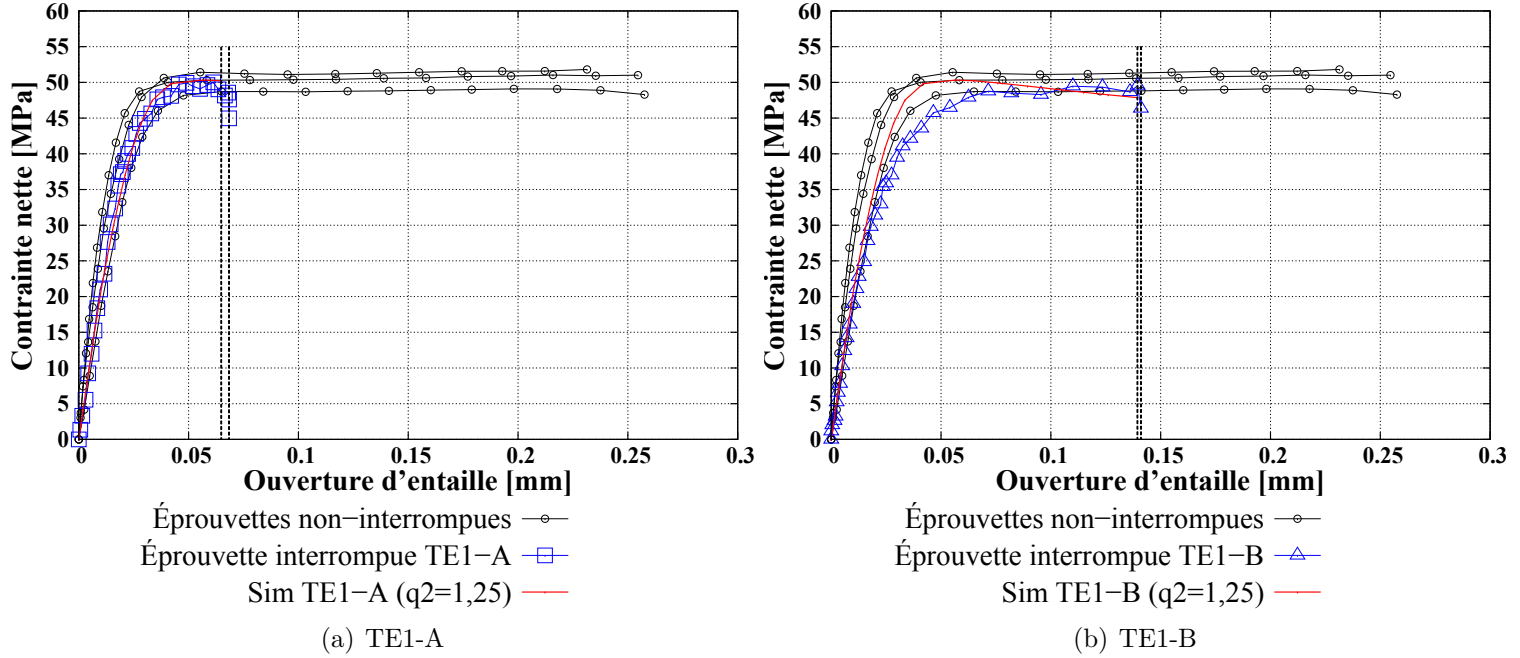 60
55
50
45
40
35
30
25
20
15
10
5
0
Contrainte nette [MPa]
0 0.05 0.1 0.15 0.2 0.25 0.3
Ouverture d’entaille [mm]
Éprouvettes non−interrompues
Éprouvette interrompue TE1−A
Sim TE1−A (q2=1,25)
(a) TE1-A
60
55
50
45
40
35
30
25
20
15
10
5
0
Contrainte nette [MPa]
0 0.05 0.1 0.15 0.2 0.25 0.3
Ouverture d’entaille [mm]
Éprouvettes non−interrompues
Éprouvette interrompue TE1−B
Sim TE1−B (q2=1,25)
(b) TE1-B